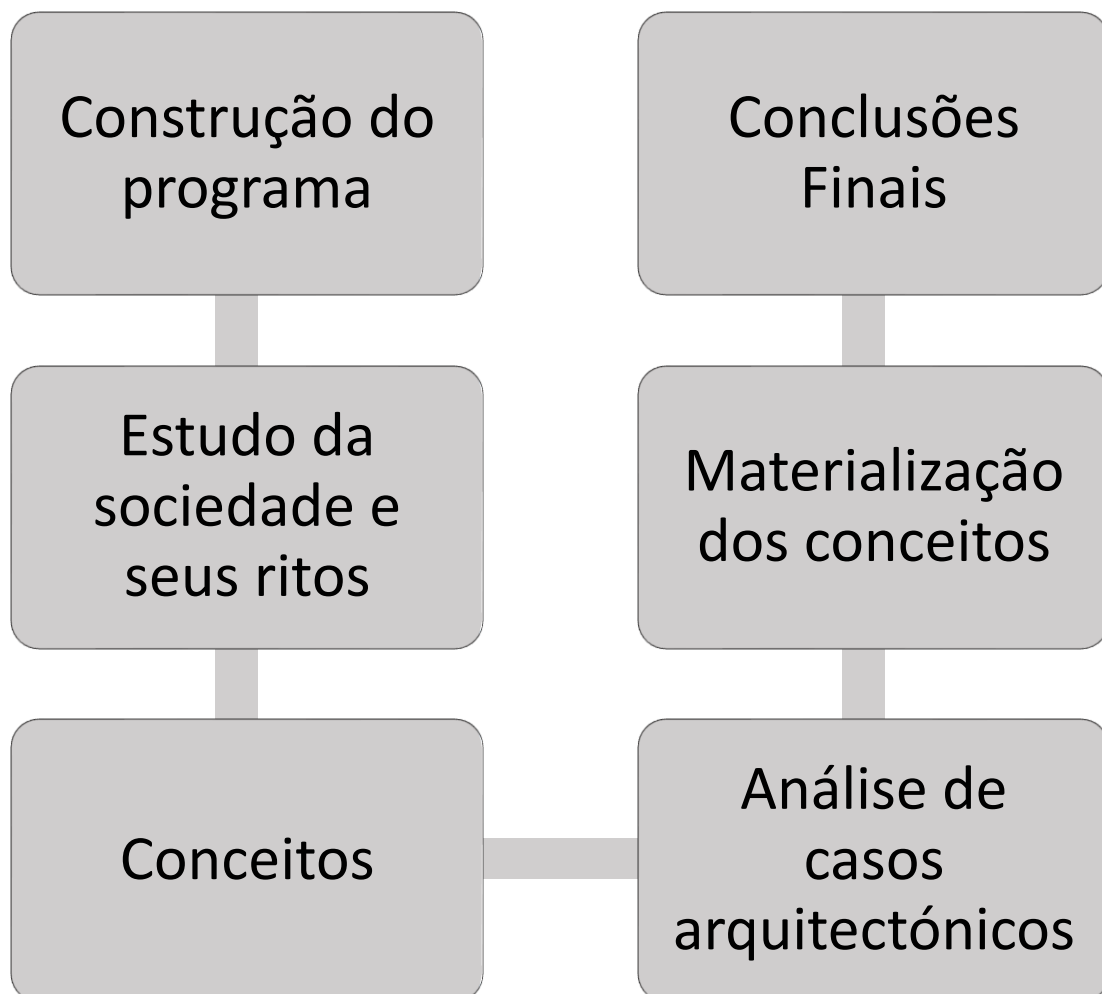 Construção do
programa
Estudo da
sociedade e
seus ritos
Conceitos
Análise de
casos
arquitectónicos
Materialização
dos conceitos
Conclusões
Finais